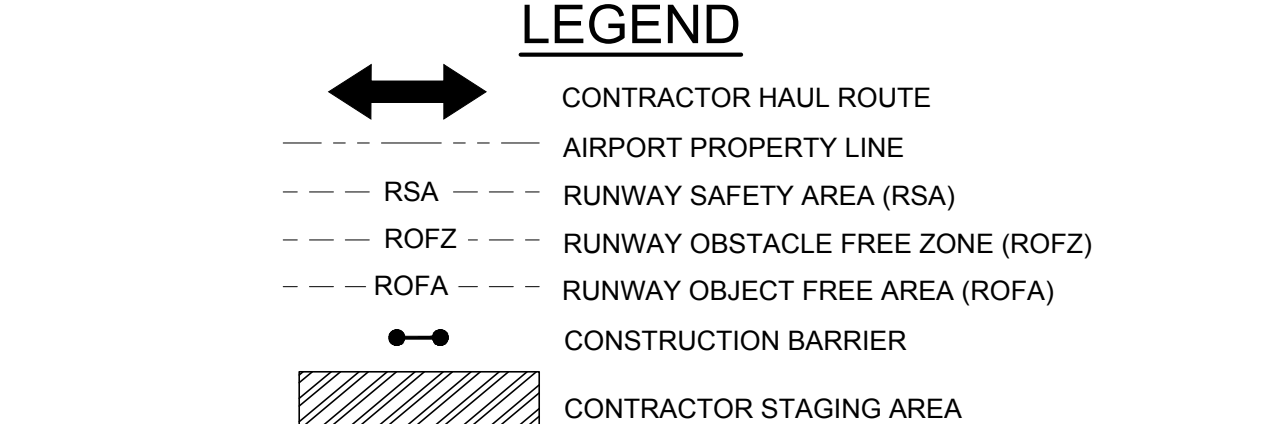 LEGEND
CONTRACTOR HAUL ROUTE
AIRPORT PROPERTY LINE
RSA RUNWAY SAFETY AREA (RSA)
ROFZ RUNWAY OBSTACLE FREE ZONE (ROFZ)
ROFA RUNWAY OBJECT FREE AREA (ROFA)
CONSTRUCTION BARRIER
CONTRACTOR STAGING AREA